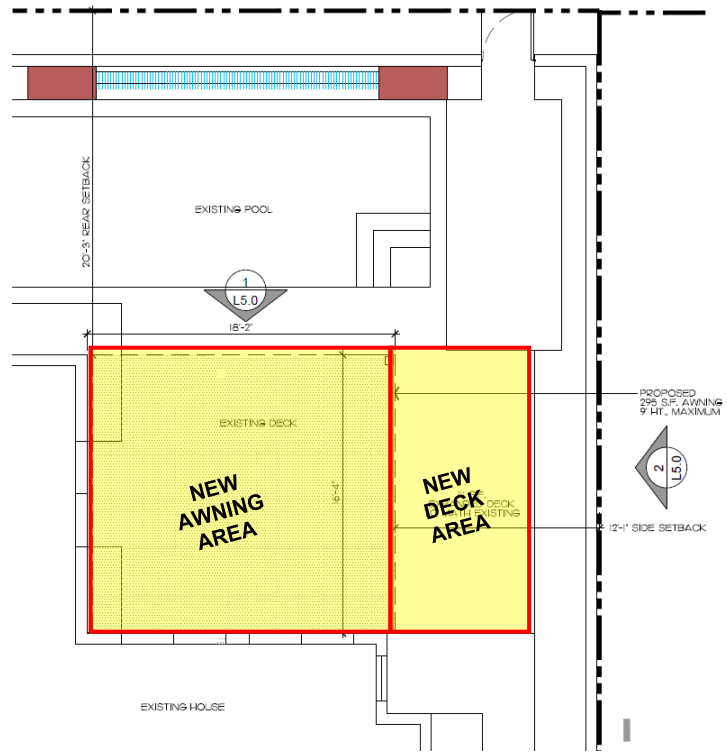 20'-3" REAR SETBACK
EXISTING POOL
1
L5.0
18'-2"
EXISTING DECK
PROPOSED
295 S.F. AWNING
9' HT., MAXIMUM
2
L5.0
NEW
AWNING
AREA
16'-4"
NEW
DECK
AREA
DECK
EXISTING
12'-1" SIDE SETBACK
EXISTING HOUSE